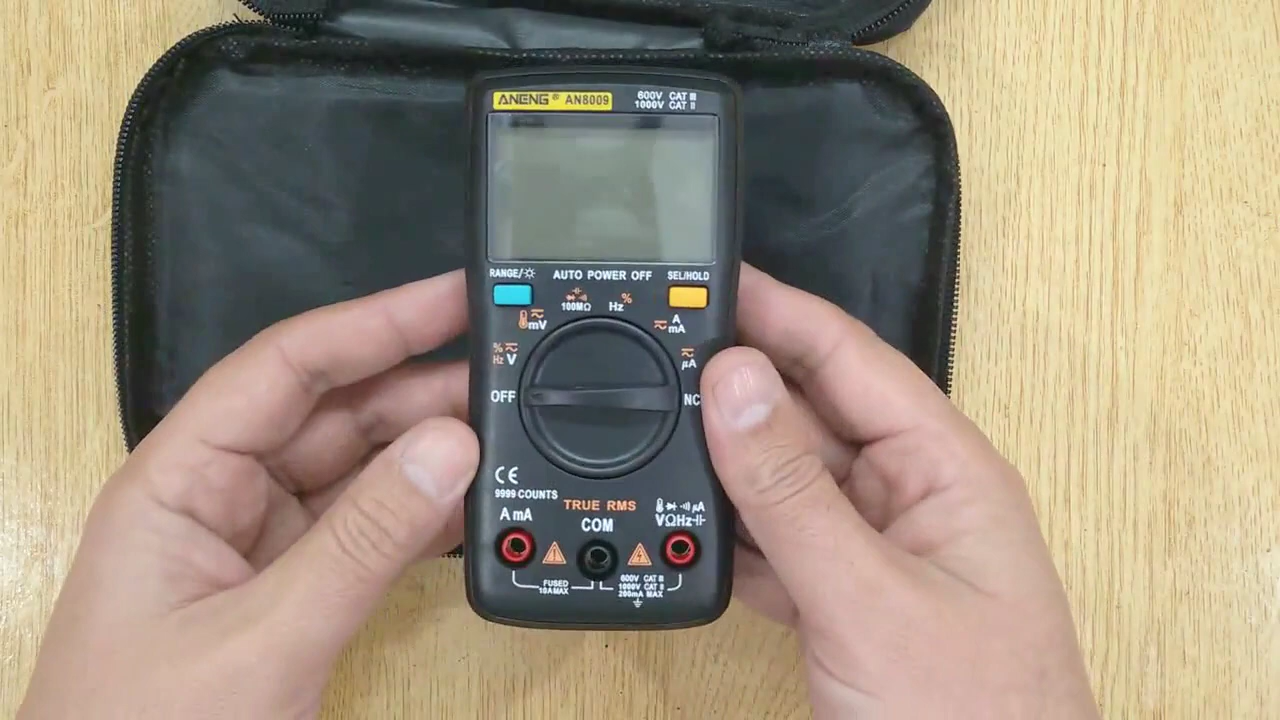 ANENG® AN8009
600V CAT III
1000V CAT II
RANGE/
AUTO POWER OFF
SEL/HOLD
100MΩ
Hz %
mV
A
mA
% Hz V
µA
OFF
NC
CE
9999 COUNTS
TRUE RMS
A mA
COM
µA
VΩHz
FUSED
10A MAX
600V CAT III
1000V CAT II
200mA MAX